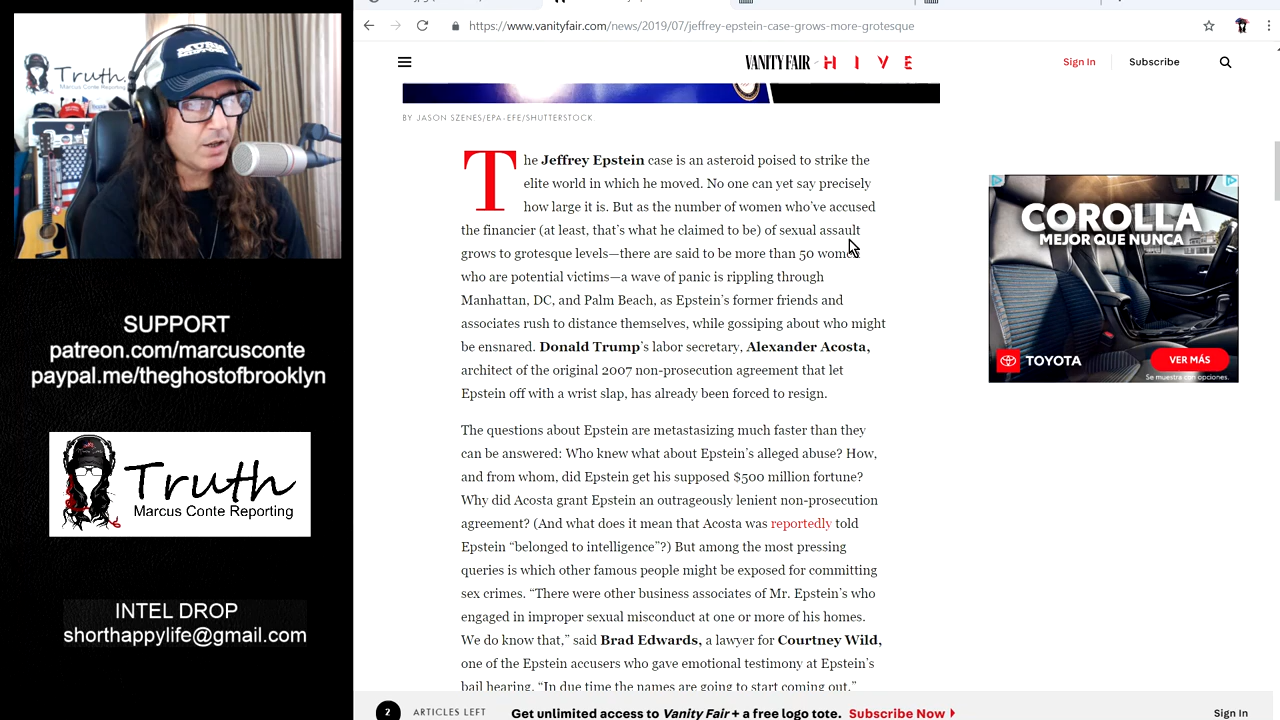 Truth.
Marcus Conte Reporting
SUPPORT
patreon.com/marcusconte
paypal.me/theghostofbrooklyn
Truth
Marcus Conte Reporting
INTEL DROP
shorthappylife@gmail.com
https://www.vanityfair.com/news/2019/07/jeffrey-epstein-case-grows-more-grotesque
VANITY FAIR HIVE
Sign In
Subscribe
BY JASON SZENES/EPA-EFE/SHUTTERSTOCK.
The Jeffrey Epstein case is an asteroid poised to strike the
elite world in which he moved. No one can yet say precisely
how large it is. But as the number of women who’ve accused
the financier (at least, that’s what he claimed to be) of sexual assault
grows to grotesque levels—there are said to be more than 50 women
who are potential victims—a wave of panic is rippling through
Manhattan, DC, and Palm Beach, as Epstein’s former friends and
associates rush to distance themselves, while gossiping about who might
be ensnared. Donald Trump’s labor secretary, Alexander Acosta,
architect of the original 2007 non-prosecution agreement that let
Epstein off with a wrist slap, has already been forced to resign.
The questions about Epstein are metastasizing much faster than they
can be answered: Who knew what about Epstein’s alleged abuse? How,
and from whom, did Epstein get his supposed $500 million fortune?
Why did Acosta grant Epstein an outrageously lenient non-prosecution
agreement? (And what does it mean that Acosta was reportedly told
Epstein “belonged to intelligence”?) But among the most pressing
queries is which other famous people might be exposed for committing
sex crimes. “There were other business associates of Mr. Epstein’s who
engaged in improper sexual misconduct at one or more of his homes.
We do know that,” said Brad Edwards, a lawyer for Courtney Wild,
one of the Epstein accusers who gave emotional testimony at Epstein’s
bail hearing. “In due time the names are going to start coming out.”
COROLLA
MEJOR QUE NUNCA
TOYOTA
VER MÁS
Se muestra con opciones.
2 ARTICLES LEFT
Get unlimited access to Vanity Fair + a free logo tote. Subscribe Now
Sign In